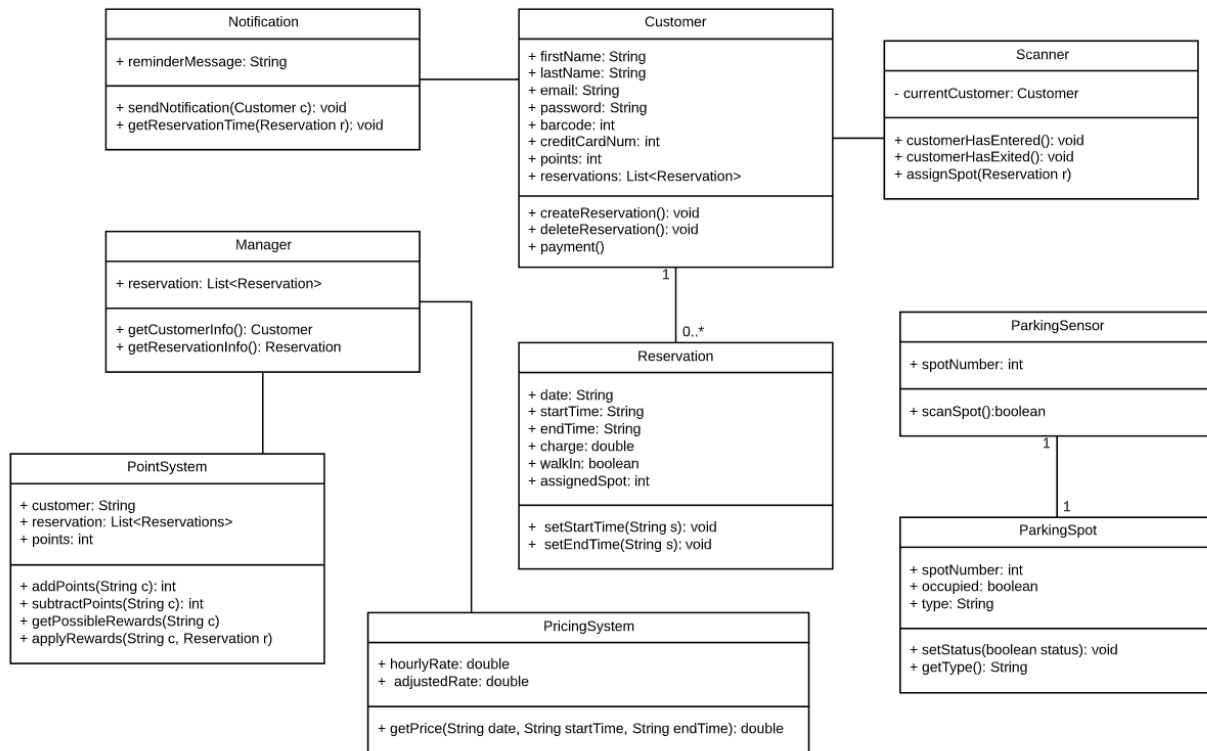 Notification
+ reminderMessage: String
+ sendNotification(Customer c): void
+ getReservationTime(Reservation r): void
Customer
+ firstName: String
+ lastName: String
+ email: String
+ password: String
+ barcode: int
+ creditCardNum: int
+ points: int
+ reservations: List<Reservation>
+ createReservation(): void
+ deleteReservation(): void
+ payment()
Scanner
- currentCustomer: Customer
+ customerHasEntered(): void
+ customerHasExited(): void
+ assignSpot(Reservation r)
Manager
+ reservation: List<Reservation>
+ getCustomerInfo(): Customer
+ getReservationInfo(): Reservation
1
0..*
Reservation
+ date: String
+ startTime: String
+ endTime: String
+ charge: double
+ walkIn: boolean
+ assignedSpot: int
+ setStartTime(String s): void
+ setEndTime(String s): void
ParkingSensor
+ spotNumber: int
+ scanSpot():boolean
1
1
ParkingSpot
+ spotNumber: int
+ occupied: boolean
+ type: String
+ setStatus(boolean status): void
+ getType(): String
PointSystem
+ customer: String
+ reservation: List<Reservations>
+ points: int
+ addPoints(String c): int
+ subtractPoints(String c): int
+ getPossibleRewards(String c)
+ applyRewards(String c, Reservation r)
PricingSystem
+ hourlyRate: double
+ adjustedRate: double
+ getPrice(String date, String startTime, String endTime): double